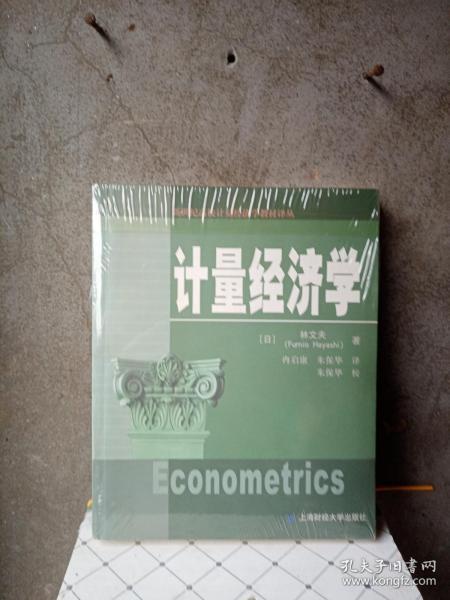 计量经济学
[日] 林文夫 著
(Fumio Hayashi)
冉启康 朱保华 译
朱保华 校
Econometrics
上海财经大学出版社
孔夫子旧书网
www.kongfz.com